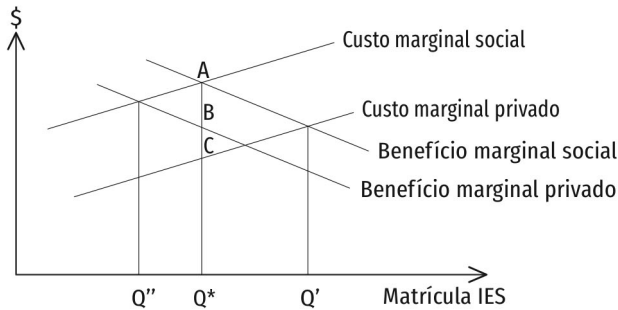 $
Custo marginal social
A
B
Custo marginal privado
C
Benefício marginal social
Benefício marginal privado
Q’’
Q*
Q’
Matrícula IES